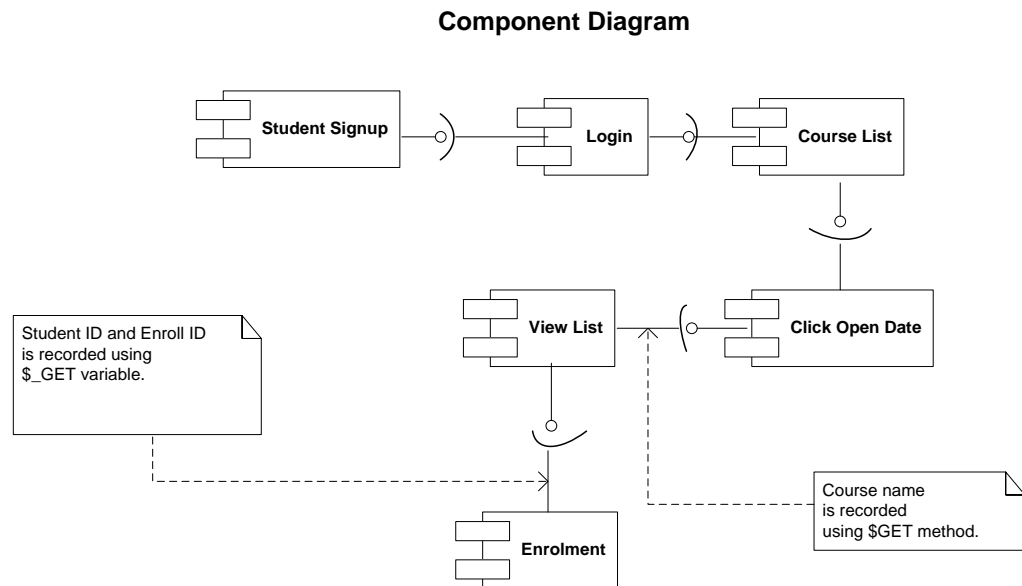 Component Diagram
Student Signup
Login
Course List
View List
Click Open Date
Student ID and Enroll ID
is recorded using
$_GET variable.
Course name
is recorded
using $GET method.
Enrolment